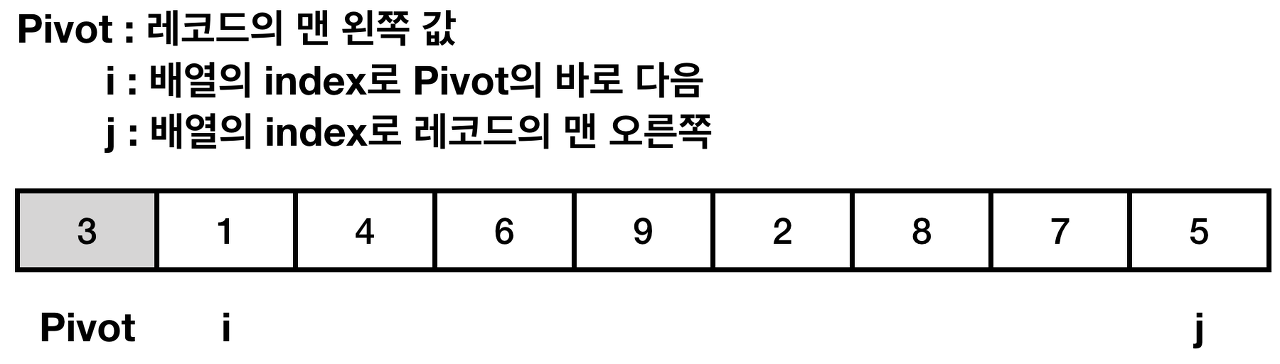 Pivot : 레코드의 맨 왼쪽 값
i : 배열의 index로 Pivot의 바로 다음
j : 배열의 index로 레코드의 맨 오른쪽
3 1 4 6 9 2 8 7 5
Pivot i j